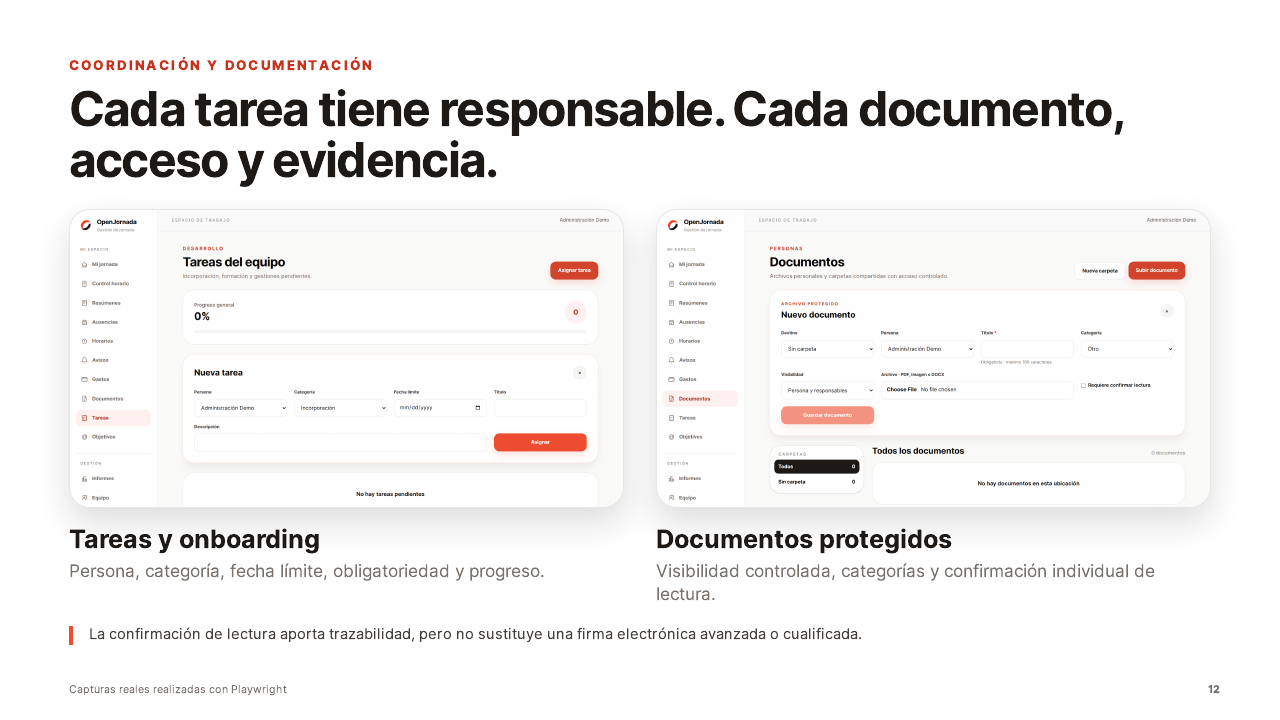 COORDINACIÓN Y DOCUMENTACIÓN
Cada tarea tiene responsable. Cada documento,
acceso y evidencia.
OpenJornada
Gestión de jornada
MI ESPACIO
Mi jornada
Control horario
Resúmenes
Ausencias
Horarios
Avisos
Gastos
Documentos
Tareas
Objetivos
GESTIÓN
Informes
Equipo
ESPACIO DE TRABAJO
Administración Demo
DESARROLLO
Tareas del equipo
Incorporación, formación y gestiones pendientes.
Asignar tarea
Progreso general
0%
0
Nueva tarea
×
Persona
Categoría
Fecha límite
Título
Administración Demo
Incorporación
mm/dd/yyyy
Descripción
Asignar
No hay tareas pendientes
OpenJornada
Gestión de jornada
MI ESPACIO
Mi jornada
Control horario
Resúmenes
Ausencias
Horarios
Avisos
Gastos
Documentos
Tareas
Objetivos
GESTIÓN
Informes
Equipo
ESPACIO DE TRABAJO
Administración Demo
PERSONAS
Documentos
Archivos personales y carpetas compartidas con acceso controlado.
Nueva carpeta
Subir documento
ARCHIVO PROTEGIDO
Nuevo documento
×
Destino
Persona
Título *
Categoría
Sin carpeta
Administración Demo
Otro
Obligatorio · máximo 160 caracteres
Visibilidad
Archivo · PDF, imagen o DOCX
Persona y responsables
Choose File No file chosen
Requiere confirmar lectura
Guardar documento
CARPETAS
Todos 0
Sin carpeta 0
Todos los documentos
0 documentos
No hay documentos en esta ubicación
Tareas y onboarding
Persona, categoría, fecha límite, obligatoriedad y progreso.
Documentos protegidos
Visibilidad controlada, categorías y confirmación individual de
lectura.
La confirmación de lectura aporta trazabilidad, pero no sustituye una firma electrónica avanzada o cualificada.
Capturas reales realizadas con Playwright
12